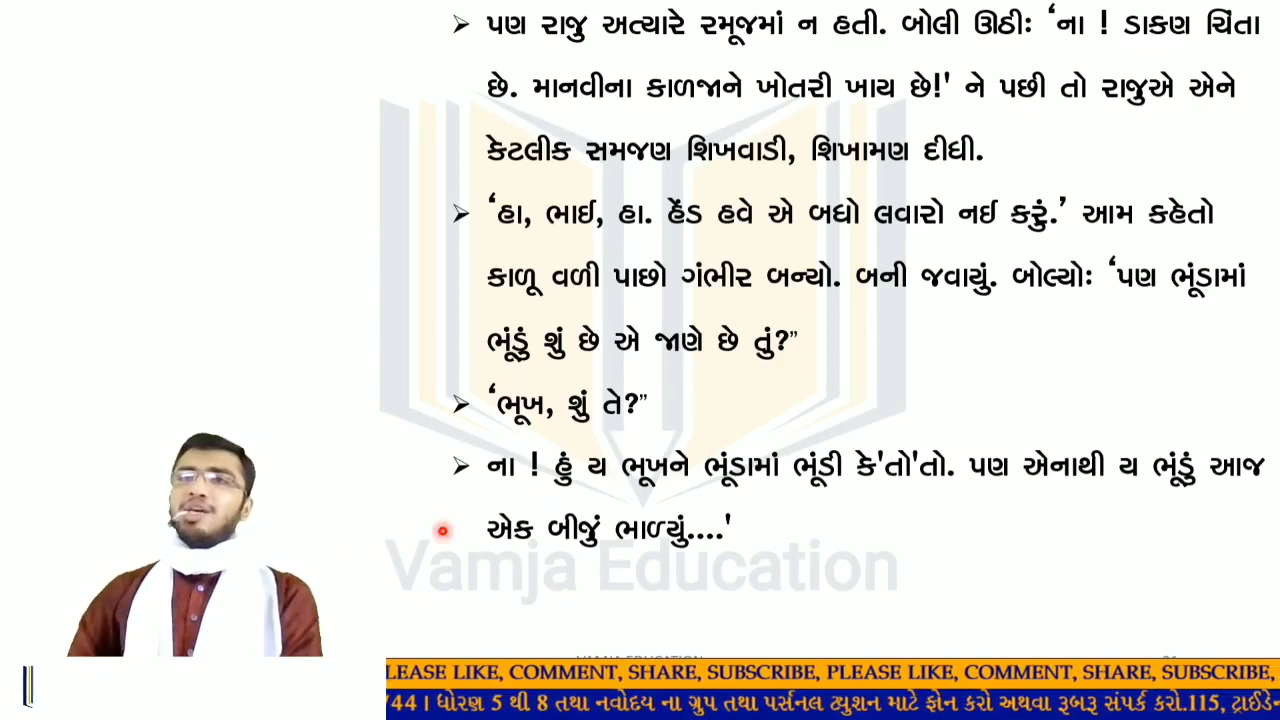 ➢ પણ રાજુ અત્યારે રમૂજમાં ન હતી. બોલી ઊઠીઃ ‘ના ! ડાકણ ચિંતા
છે. માનવીના કાળજાને ખોતરી ખાય છે!' ને પછી તો રાજુએ એને
કેટલીક સમજણ શિખવાડી, શિખામણ દીધી.
➢ ‘હા, ભાઈ, હા. હેંડ હવે એ બધો લવારો નઈ કરું.’ આમ કહેતો
કાળૂ વળી પાછો ગંભીર બન્યો. બની જવાયું. બોલ્યોઃ ‘પણ ભૂંડામાં
ભૂંડું શું છે એ જાણે છે તું?”
➢ ‘ભૂખ, શું તે?”
➢ ના ! હું ય ભૂખને ભૂંડામાં ભૂંડી કે'તો'તો. પણ એનાથી ય ભૂંડું આજ
એક બીજું ભાળ્યું....'
Vamja Education
LEASE LIKE, COMMENT, SHARE, SUBSCRIBE, PLEASE LIKE, COMMENT, SHARE, SUBSCRIBE,
744 । ધોરણ 5 થી 8 તથા નવોદય ના ગ્રુપ તથા પર્સનલ ટ્યુશન માટે ફોન કરો અથવા રૂબરૂ સંપર્ક કરો.115, ટ્રાઈડે